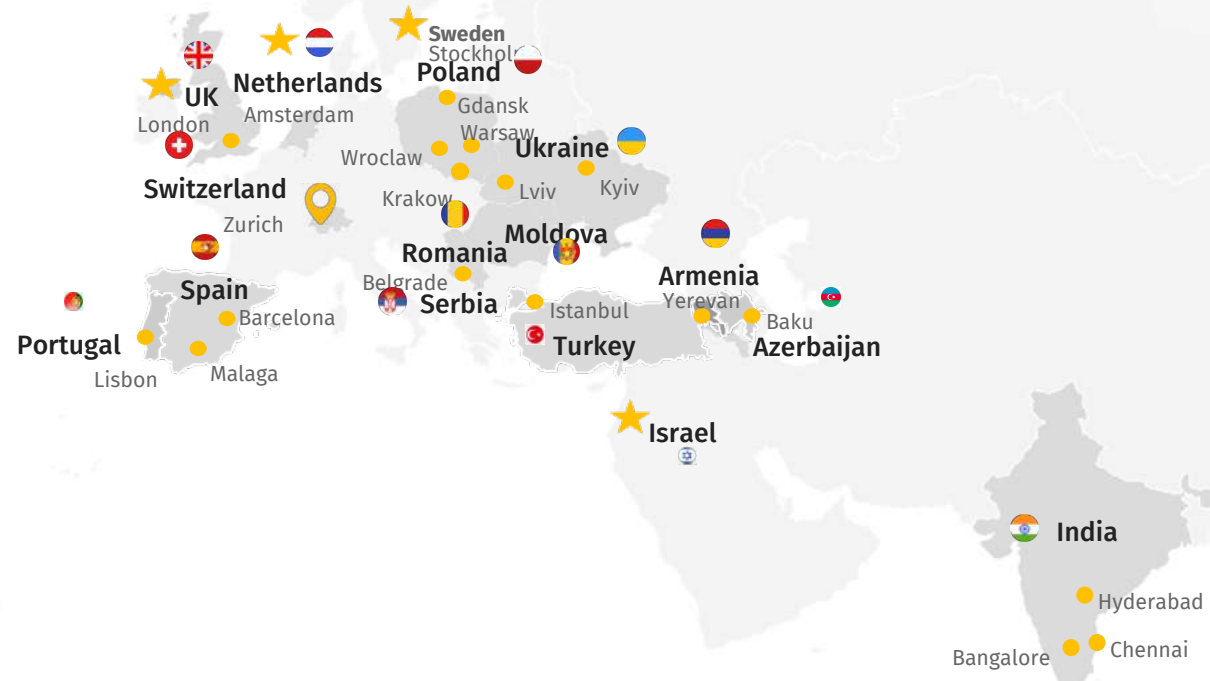 Sweden
Stockholm
Netherlands
Amsterdam
UK
London
Poland
Gdansk
Warsaw
Wroclaw
Krakow
Ukraine
Lviv
Kyiv
Switzerland
Zurich
Moldova
Romania
Belgrade
Serbia
Spain
Barcelona
Malaga
Portugal
Lisbon
Istanbul
Turkey
Armenia
Yerevan
Baku
Azerbaijan
Israel
India
Hyderabad
Bangalore
Chennai